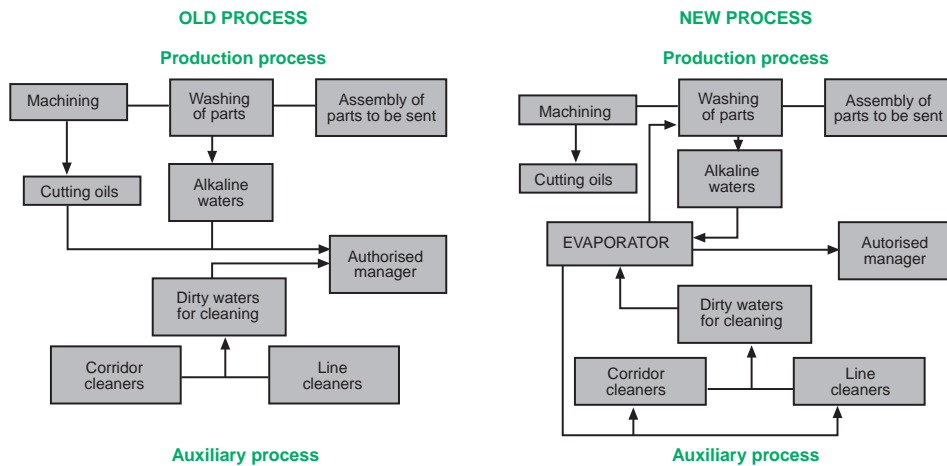 OLD PROCESS
Production process
Machining
Washing
of parts
Assembly of
parts to be sent
Cutting oils
Alkaline
waters
Authorised
manager
Dirty waters
for cleaning
Corridor
cleaners
Line
cleaners
Auxiliary process
NEW PROCESS
Production process
Machining
Washing
of parts
Assembly of
parts to be sent
Cutting oils
Alkaline
waters
EVAPORATOR
Autorised
manager
Dirty waters
for cleaning
Corridor
cleaners
Line
cleaners
Auxiliary process